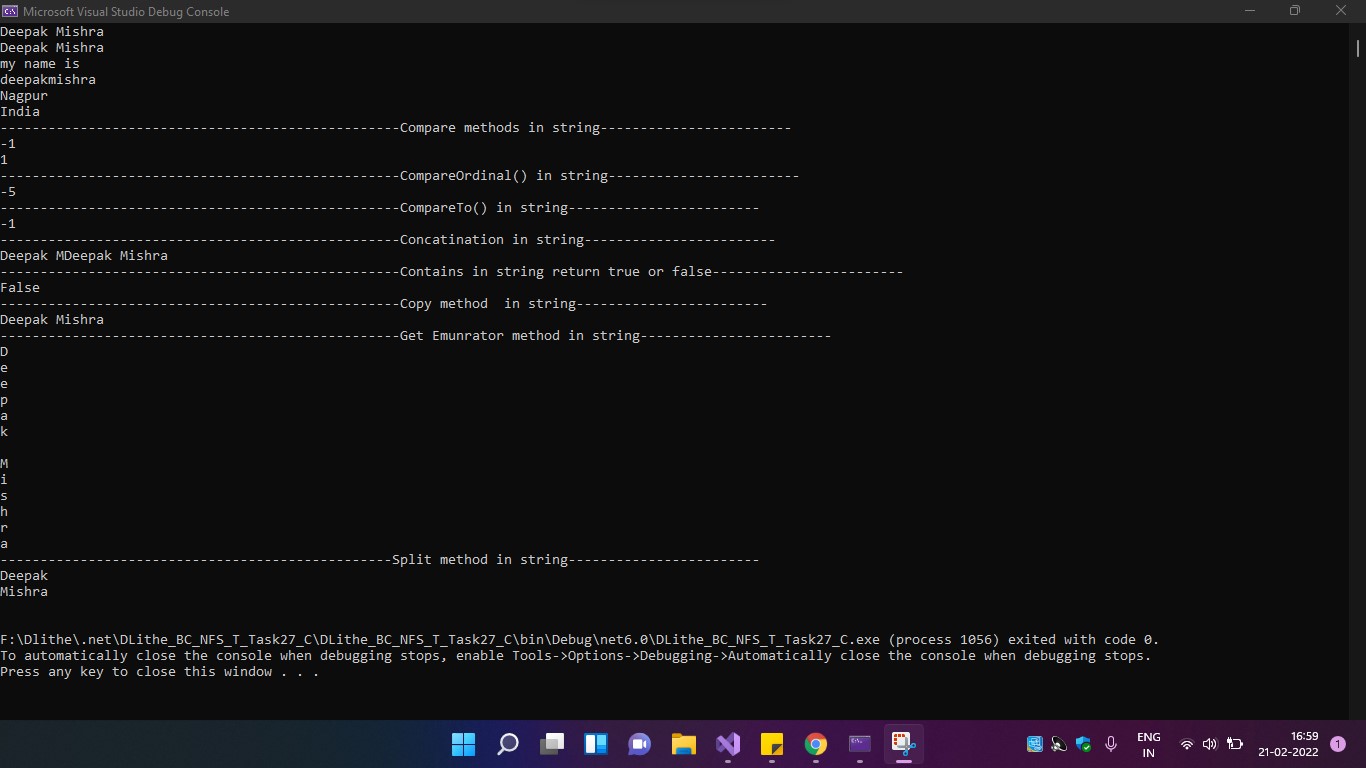 Microsoft Visual Studio Debug Console
Deepak Mishra
Deepak Mishra
my name is
deepakmishra
Nagpur
India
--------------------------------------------------Compare methods in string------------------------
-1
1
--------------------------------------------------CompareOrdinal() in string------------------------
-5
--------------------------------------------------CompareTo() in string------------------------
-1
--------------------------------------------------Concatination in string------------------------
Deepak MDeepak Mishra
--------------------------------------------------Contains in string return true or false------------------------
False
--------------------------------------------------Copy method  in string------------------------
Deepak Mishra
--------------------------------------------------Get Emunrator method in string------------------------
D
e
e
p
a
k

M
i
s
h
r
a
-------------------------------------------------Split method in string------------------------
Deepak
Mishra
F:\Dlithe\.net\DLithe_BC_NFS_T_Task27_C\DLithe_BC_NFS_T_Task27_C\bin\Debug\net6.0\DLithe_BC_NFS_T_Task27_C.exe (process 1056) exited with code 0.
To automatically close the console when debugging stops, enable Tools->Options->Debugging->Automatically close the console when debugging stops.
Press any key to close this window . . .
ENG
IN
16:59
21-02-2022
1